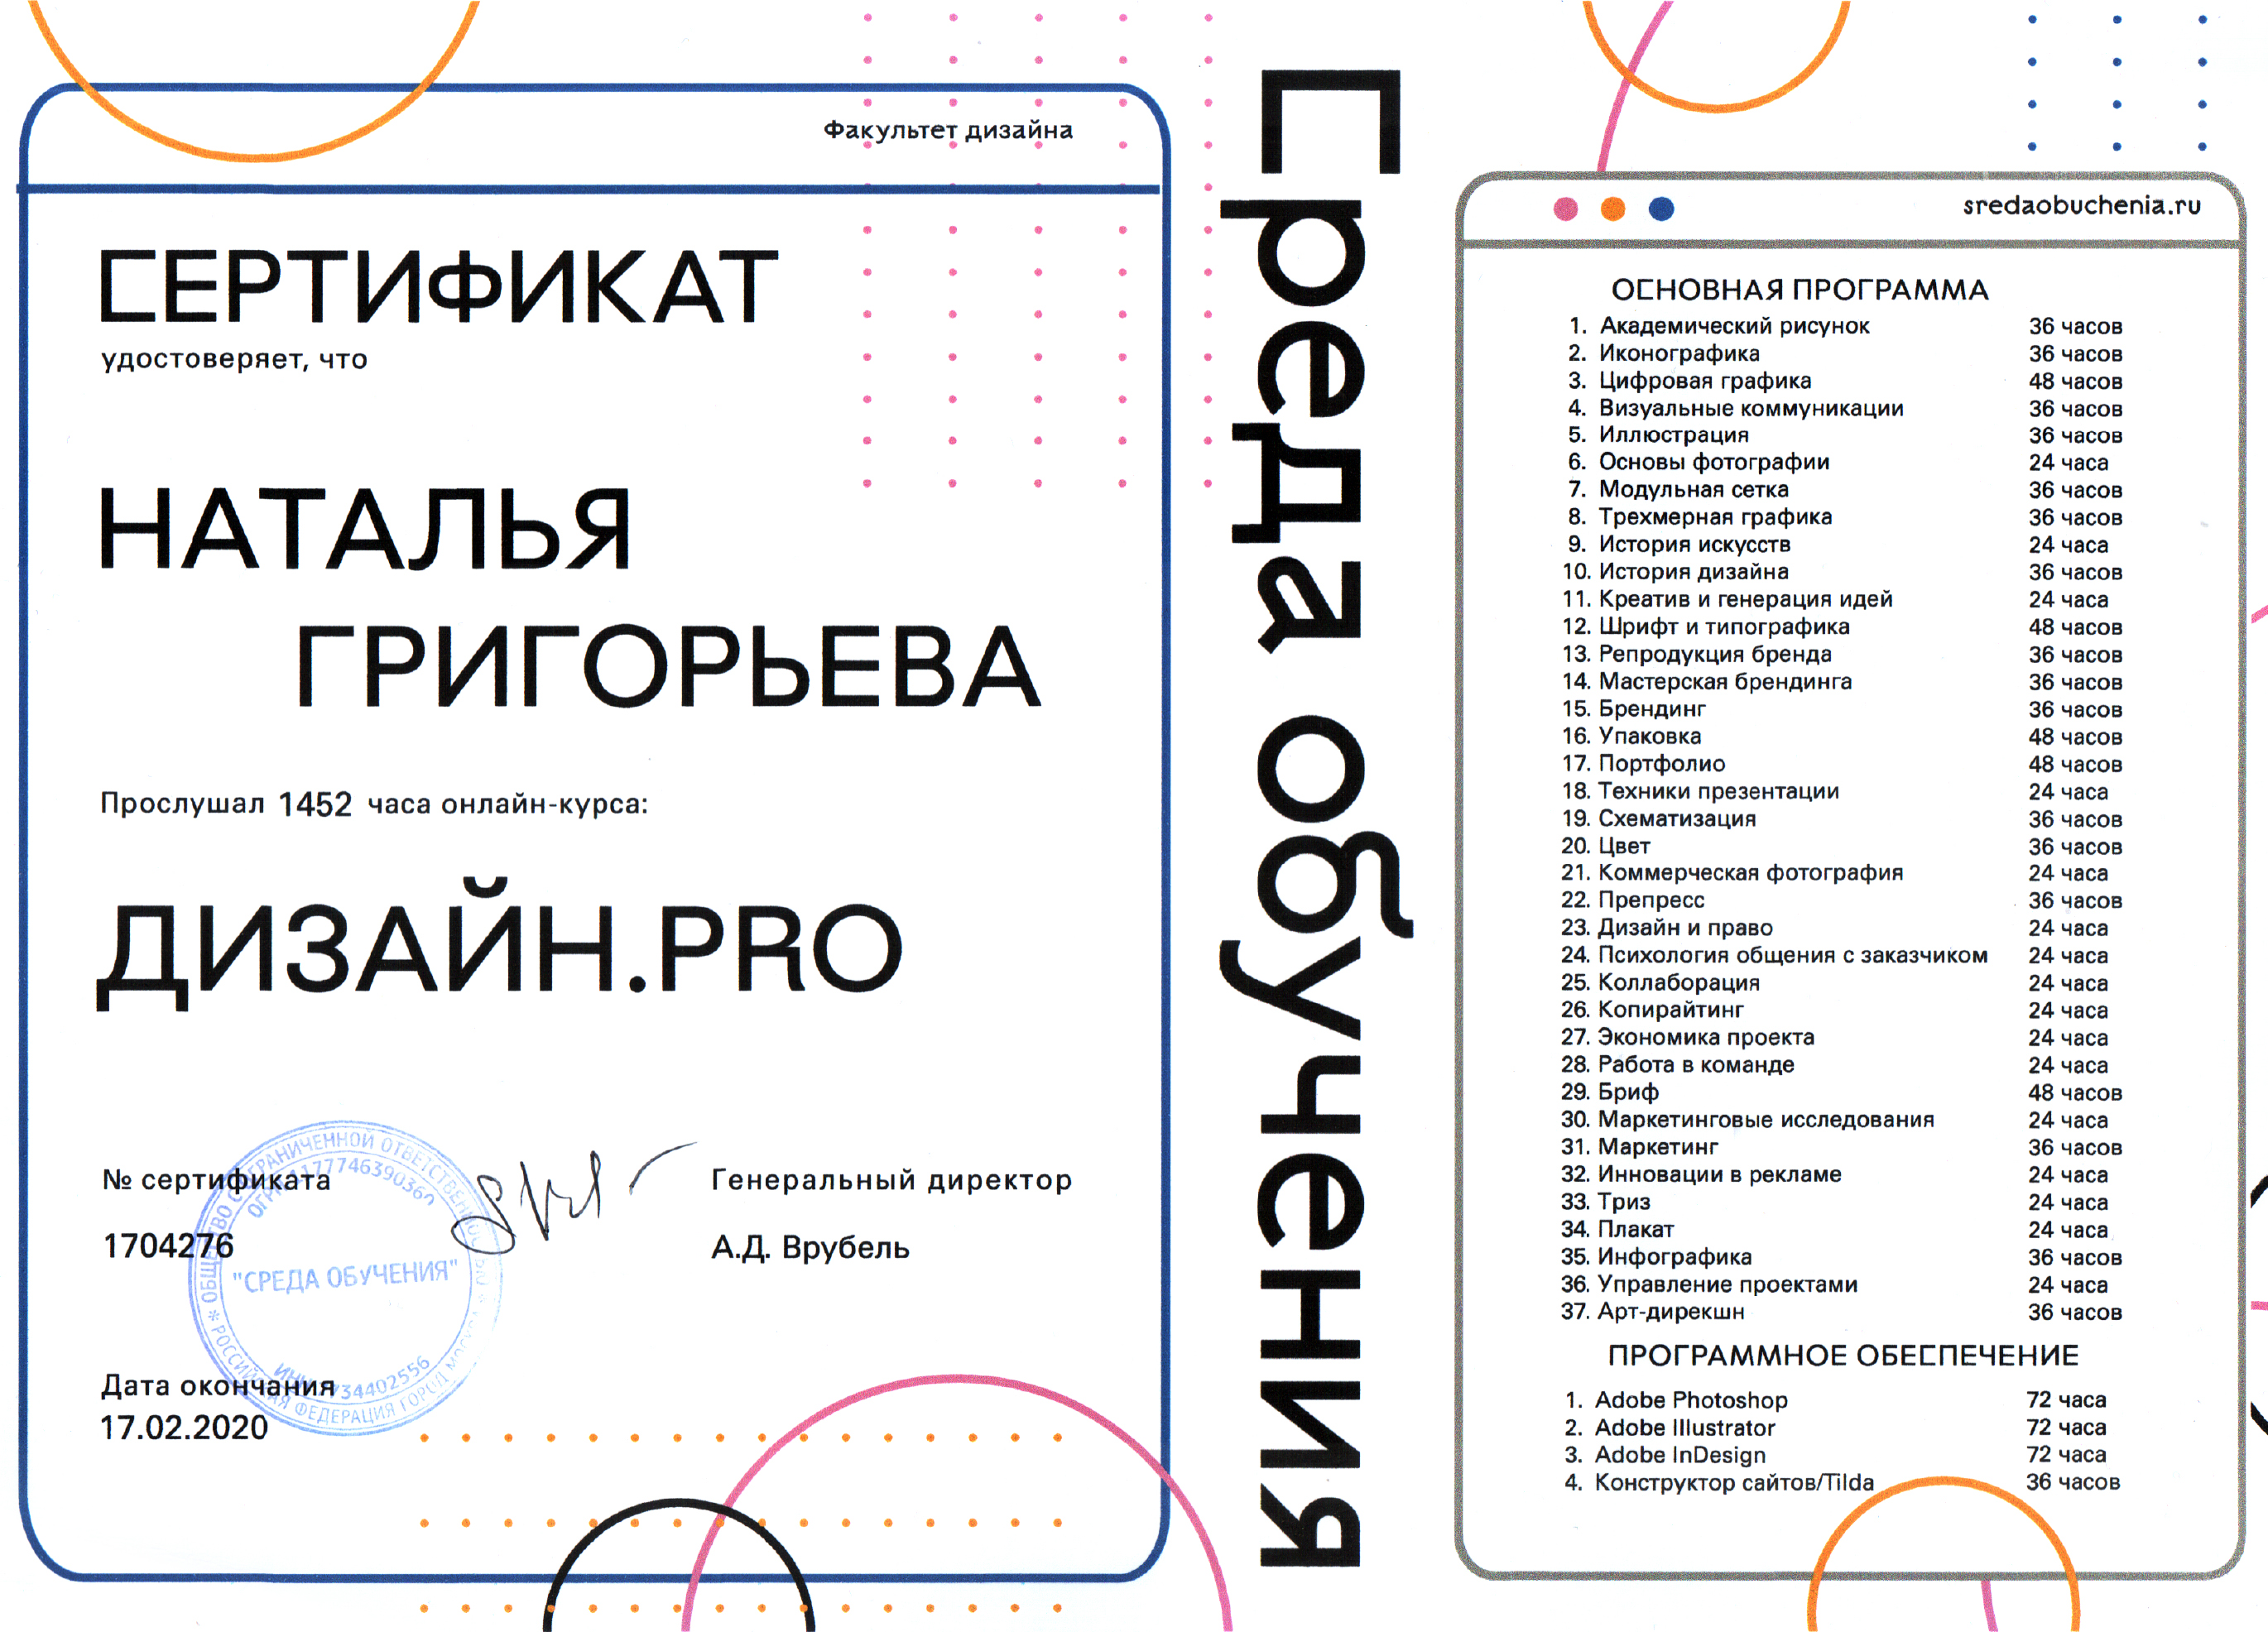 Факультет дизайна
СЕРТИФИКАТ
удостоверяет, что
НАТАЛЬЯ
ГРИГОРЬЕВА
Прослушал 1452 часа онлайн-курса:
ДИЗАЙН.PRO
№ сертификата
1704276
Генеральный директор
А.Д. Врубель
Дата окончания
17.02.2020
ОБЩЕСТВО С ОГРАНИЧЕННОЙ ОТВЕТСТВЕННОСТЬЮ
"СРЕДА ОБУЧЕНИЯ"
РОССИЙСКАЯ ФЕДЕРАЦИЯ ГОРОД МОСКВА
Среда обучения
sredaobuchenia.ru
ОСНОВНАЯ ПРОГРАММА
1. Академический рисунок 36 часов
2. Иконографика 36 часов
3. Цифровая графика 48 часов
4. Визуальные коммуникации 36 часов
5. Иллюстрация 36 часов
6. Основы фотографии 24 часа
7. Модульная сетка 36 часов
8. Трехмерная графика 36 часов
9. История искусств 24 часа
10. История дизайна 36 часов
11. Креатив и генерация идей 24 часа
12. Шрифт и типографика 48 часов
13. Репродукция бренда 36 часов
14. Мастерская брендинга 36 часов
15. Брендинг 36 часов
16. Упаковка 48 часов
17. Портфолио 48 часов
18. Техники презентации 24 часа
19. Схематизация 36 часов
20. Цвет 36 часов
21. Коммерческая фотография 24 часа
22. Препресс 36 часов
23. Дизайн и право 24 часа
24. Психология общения с заказчиком 24 часа
25. Коллаборация 24 часа
26. Копирайтинг 24 часа
27. Экономика проекта 24 часа
28. Работа в команде 24 часа
29. Бриф 48 часов
30. Маркетинговые исследования 24 часа
31. Маркетинг 36 часов
32. Инновации в рекламе 24 часа
33. Триз 24 часа
34. Плакат 24 часа
35. Инфографика 36 часов
36. Управление проектами 24 часа
37. Арт-дирекшн 36 часов
ПРОГРАММНОЕ ОБЕСПЕЧЕНИЕ
1. Adobe Photoshop 72 часа
2. Adobe Illustrator 72 часа
3. Adobe InDesign 72 часа
4. Конструктор сайтов/Tilda 36 часов